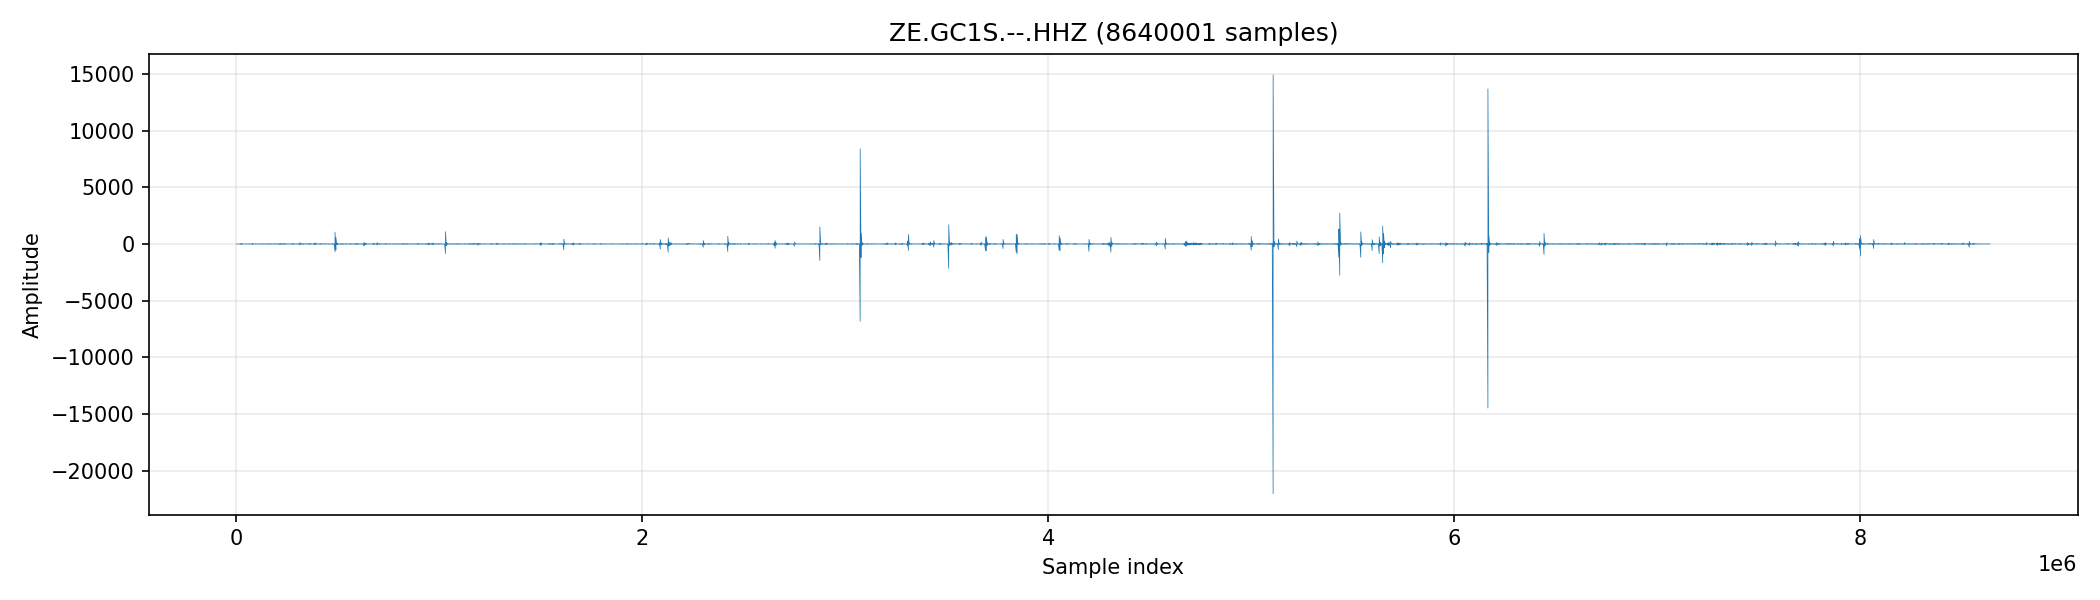 ZE.GC1S.--.HHZ (8640001 samples)
Amplitude
15000
10000
5000
0
−5000
−10000
−15000
−20000
0 2 4 6 8
1e6
Sample index